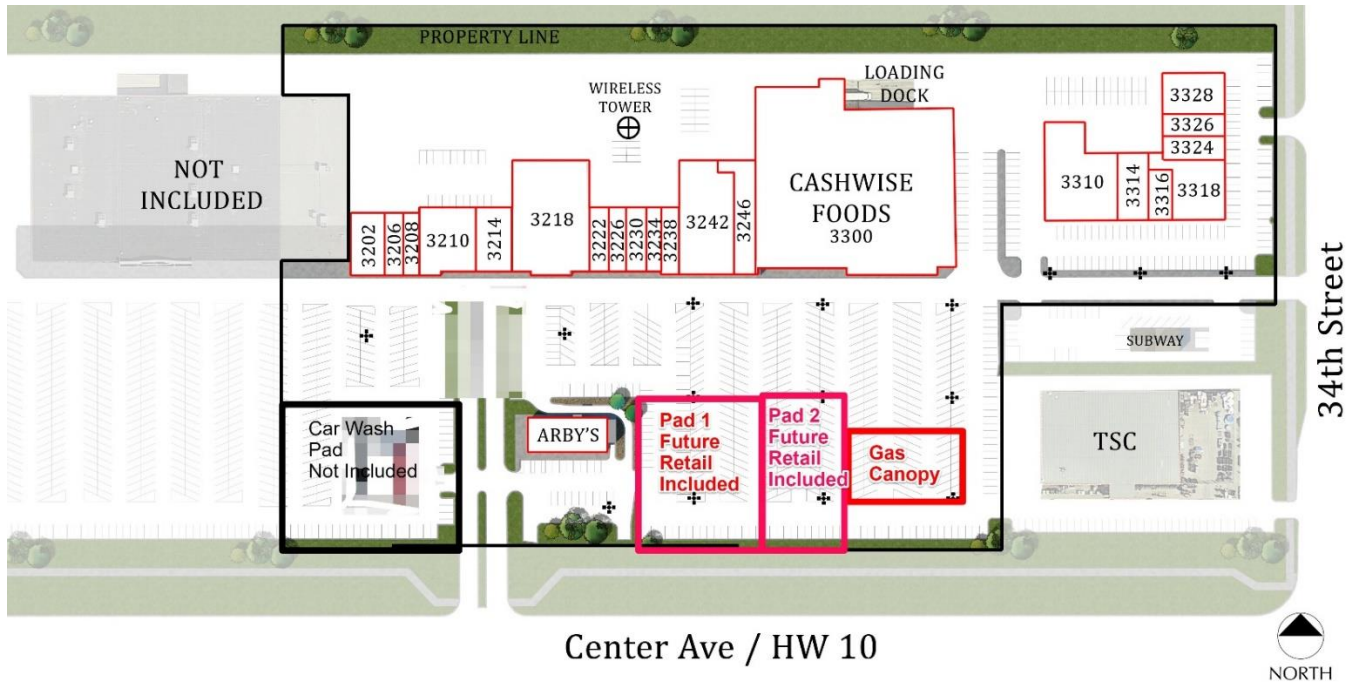 PROPERTY LINE
LOADING
DOCK
WIRELESS
TOWER
NOT
INCLUDED
3202
3206
3208
3210
3214
3218
3222
3226
3230
3234
3238
3242
3246
CASHWISE
FOODS
3300
3310
3314
3316
3318
3324
3326
3328
34th Street
SUBWAY
Car Wash
Pad
Not Included
ARBY'S
Pad 1
Future
Retail
Included
Pad 2
Future
Retail
Included
Gas
Canopy
TSC
Center Ave / HW 10
NORTH